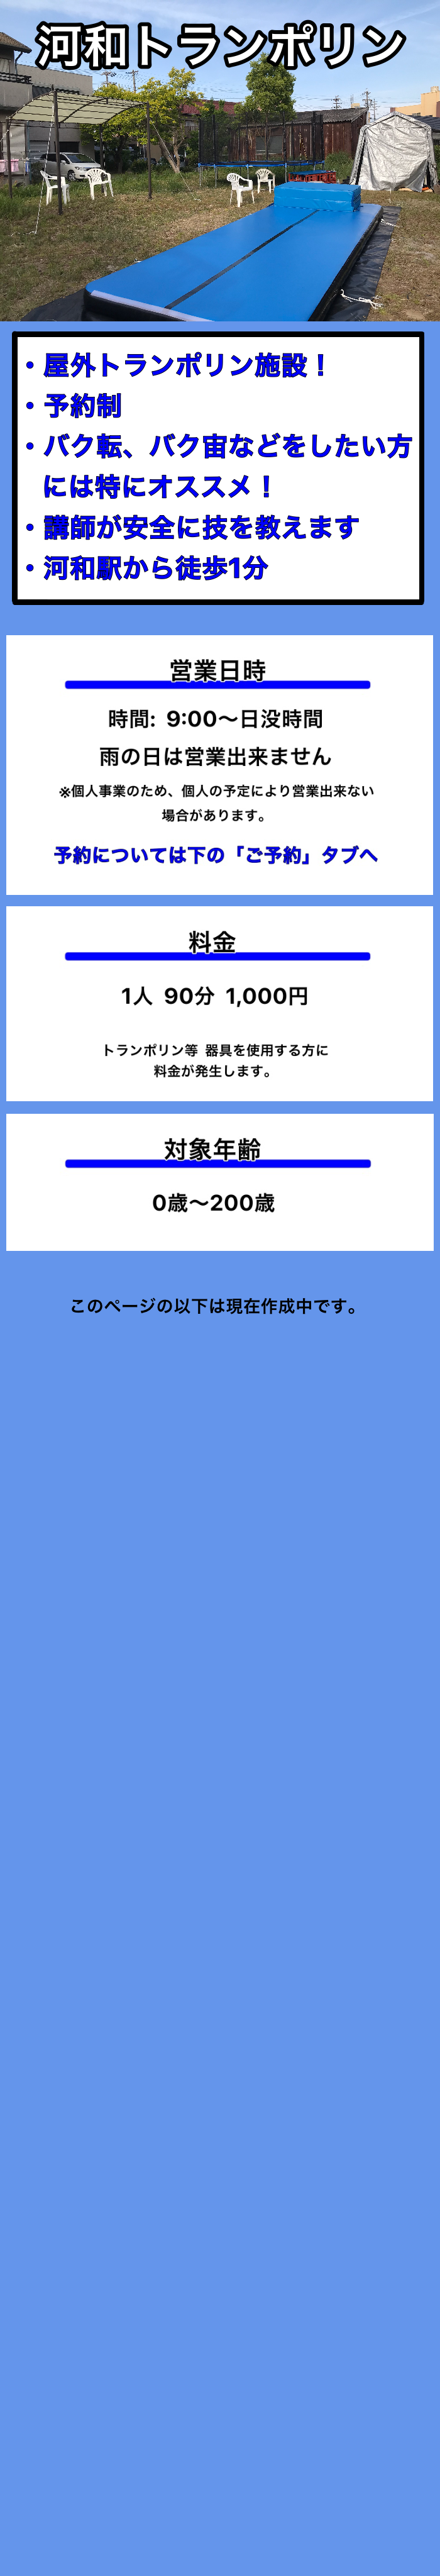 河和トランポリン
・屋外トランポリン施設！
・予約制
・バク転、バク宙などをしたい方
には特にオススメ！
・講師が安全に技を教えます
・河和駅から徒歩1分
営業日時
時間: 9:00〜日没時間
雨の日は営業出来ません
※個人事業のため、個人の予定により営業出来ない
場合があります。
予約については下の「ご予約」タブへ
料金
1人 90分 1,000円
トランポリン等 器具を使用する方に
料金が発生します。
対象年齢
0歳〜200歳
このページの以下は現在作成中です。